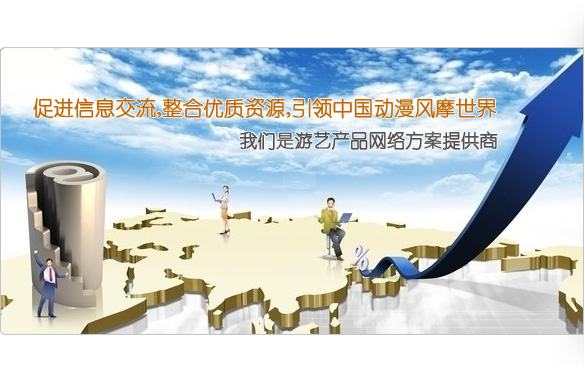 促进信息交流,整合优质资源,引领中国动漫风摩世界
我们是游艺产品网络方案提供商
@
%